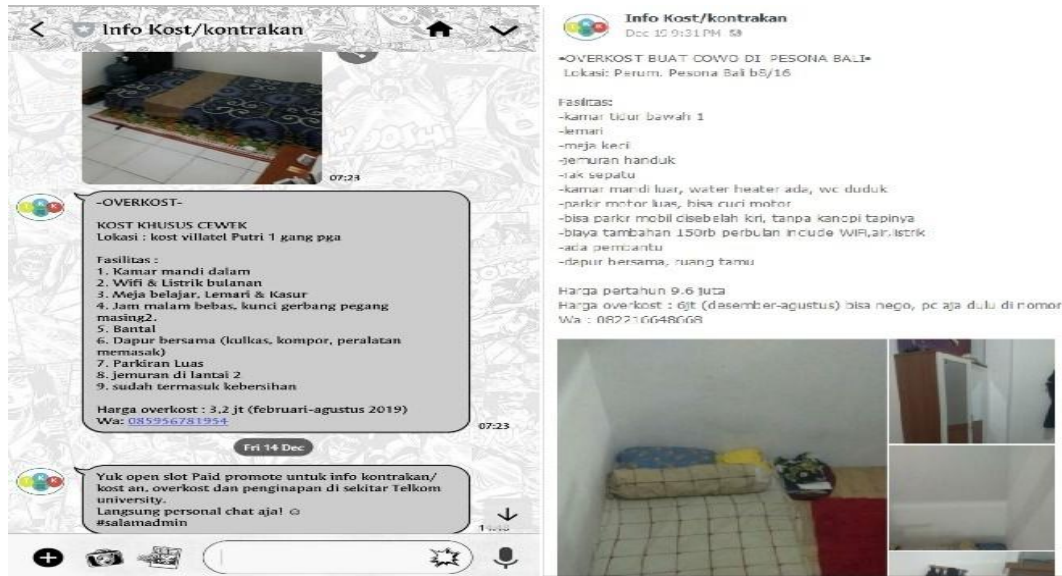 Info Kost/kontrakan
07:23
-OVERKOST-
KOST KHUSUS CEWEK
Lokasi : kost villatel Putri 1 gang pga
Fasilitas :
1. Kamar mandi dalam
2. Wifi & Listrik bulanan
3. Meja belajar, Lemari & Kasur
4. Jam malam bebas, kunci gerbang pegang
masing2.
5. Bantal
6. Dapur bersama (kulkas, kompor, peralatan
memasak)
7. Parkiran Luas
8. jemuran di lantai 2
9. sudah termasuk kebersihan
Harga overkost : 3,2 jt (februari-agustus 2019)
Wa: 085956781954
07:23
Fri 14 Dec
Yuk open slot Paid promote untuk info kontrakan/
kost an, overkost dan penginapan di sekitar Telkom
university.
Langsung personal chat aja! ☺
#salamadmin
Info Kost/kontrakan
Dec 19 9:31 PM
•OVERKOST BUAT COWO DI PESONA BALI•
Lokasi: Perum. Pesona Bali b8/16
Fasilitas:
-kamar tidur bawah 1
-lemari
-meja kecil
-jemuran handuk
-rak sepatu
-kamar mandi luar, water heater ada, wc duduk
-parkir motor luas, bisa cuci motor
-bisa parkir mobil disebelah kiri, tanpa kanopi tapinya
-biaya tambahan 150rb perbulan include WiFi,air,listrik
-ada pembantu
-dapur bersama, ruang tamu
Harga pertahun 9.6 juta
Harga overkost : 6jt (desember-agustus) bisa nego, pc aja dulu di nomor
Wa : 082216648668